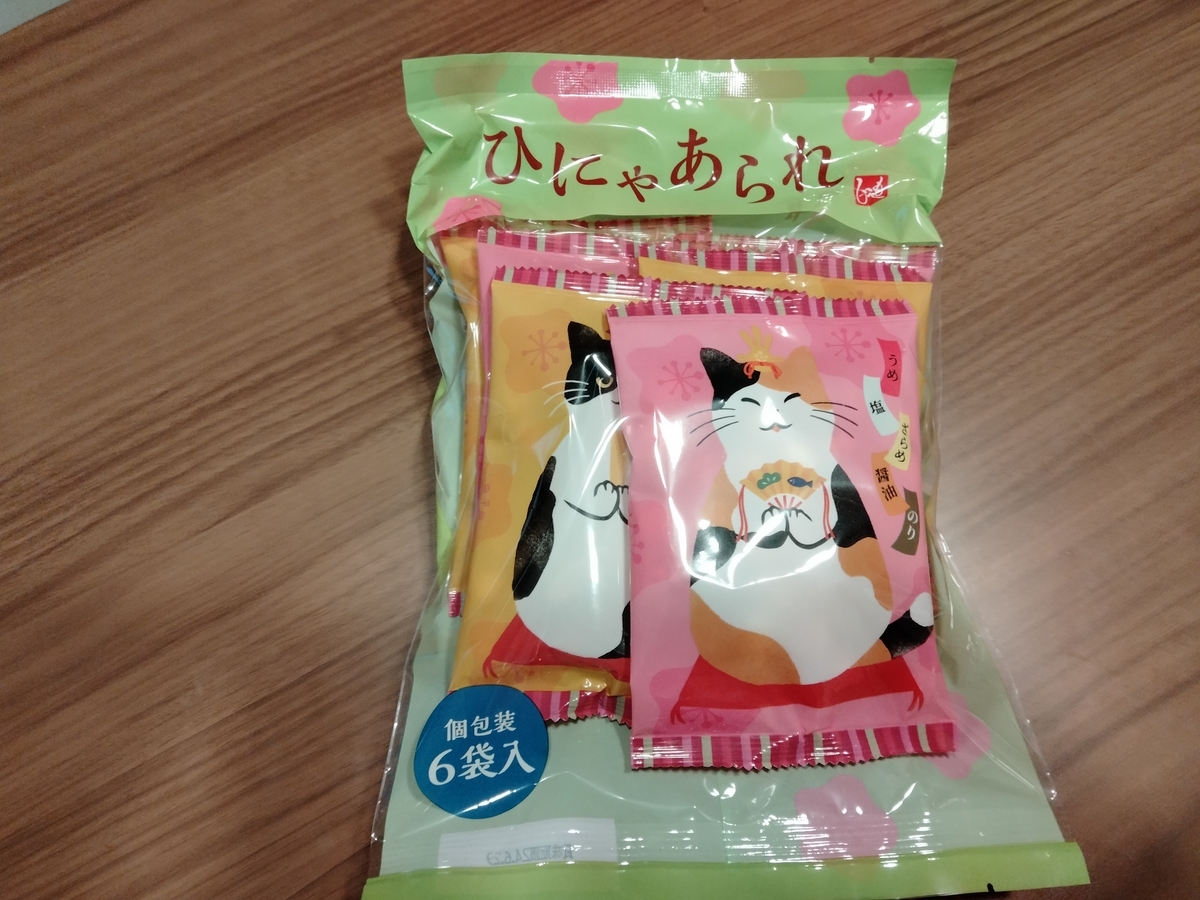 ひにゃあられ
うめ
塩
ざらめ
醤油
のり
個包装
6袋入